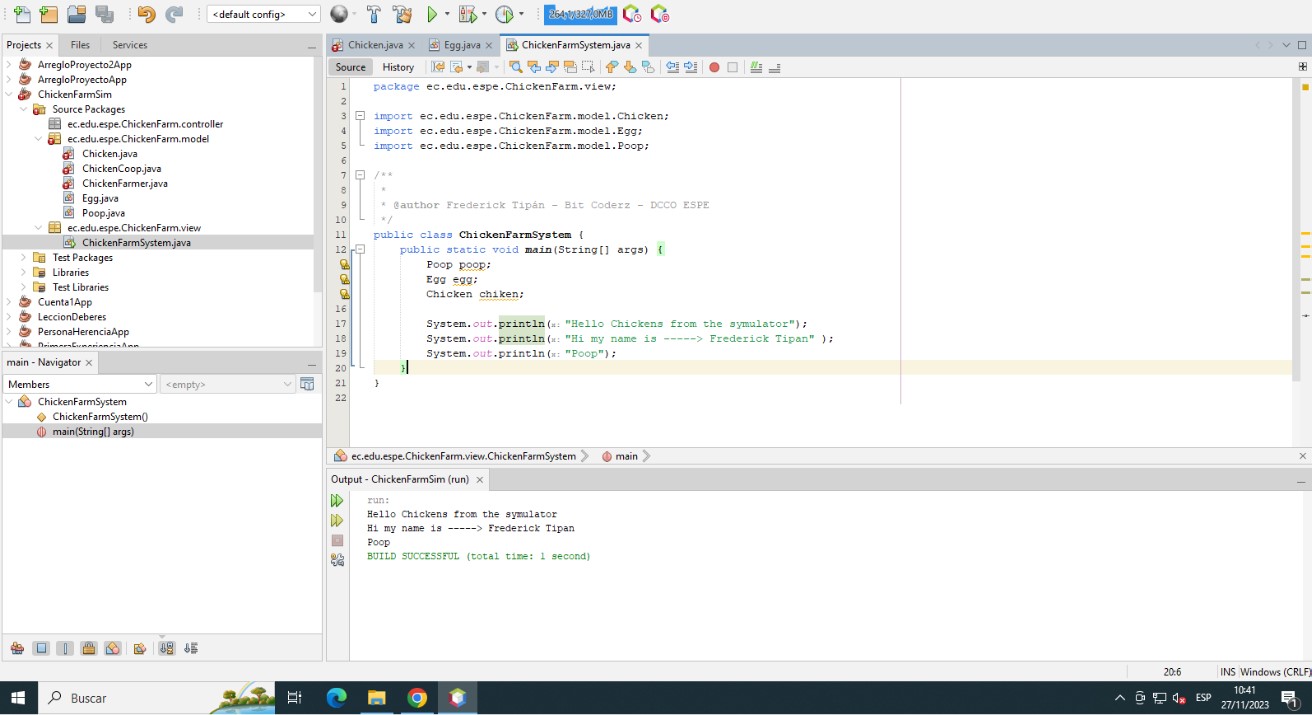 <default config>
264,1/327,0MB
Projects
Files
Services
ArregloProyecto2App
ArregloProyectoApp
ChickenFarmSim
Source Packages
ec.edu.espe.ChickenFarm.controller
ec.edu.espe.ChickenFarm.model
Chicken.java
ChickenCoop.java
ChickenFarmer.java
Egg.java
Poop.java
ec.edu.espe.ChickenFarm.view
ChickenFarmSystem.java
Test Packages
Libraries
Test Libraries
Cuenta1App
LeccionDeberes
PersonaHerenciaApp
PrimeraExperienciaApp
main - Navigator
Members
<empty>
ChickenFarmSystem
ChickenFarmSystem()
main(String[] args)
Chicken.java
Egg.java
ChickenFarmSystem.java
Source
History
1 package ec.edu.espe.ChickenFarm.view;
2
3 import ec.edu.espe.ChickenFarm.model.Chicken;
4 import ec.edu.espe.ChickenFarm.model.Egg;
5 import ec.edu.espe.ChickenFarm.model.Poop;
6
7 /**
8 *
9 * @author Frederick Tipán - Bit Coderz - DCCO ESPE
10 */
11 public class ChickenFarmSystem {
12 public static void main(String[] args) {
Poop poop;
Egg egg;
Chicken chiken;
16
17 System.out.println(x: "Hello Chickens from the symulator");
18 System.out.println(x: "Hi my name is -----> Frederick Tipan" );
19 System.out.println(x: "Poop");
20 }
21 }
22
ec.edu.espe.ChickenFarm.view.ChickenFarmSystem
main
Output - ChickenFarmSim (run)
run:
Hello Chickens from the symulator
Hi my name is -----> Frederick Tipan
Poop
BUILD SUCCESSFUL (total time: 1 second)
20:6
INS
Windows (CRLF)
Buscar
ESP
10:41
27/11/2023
1